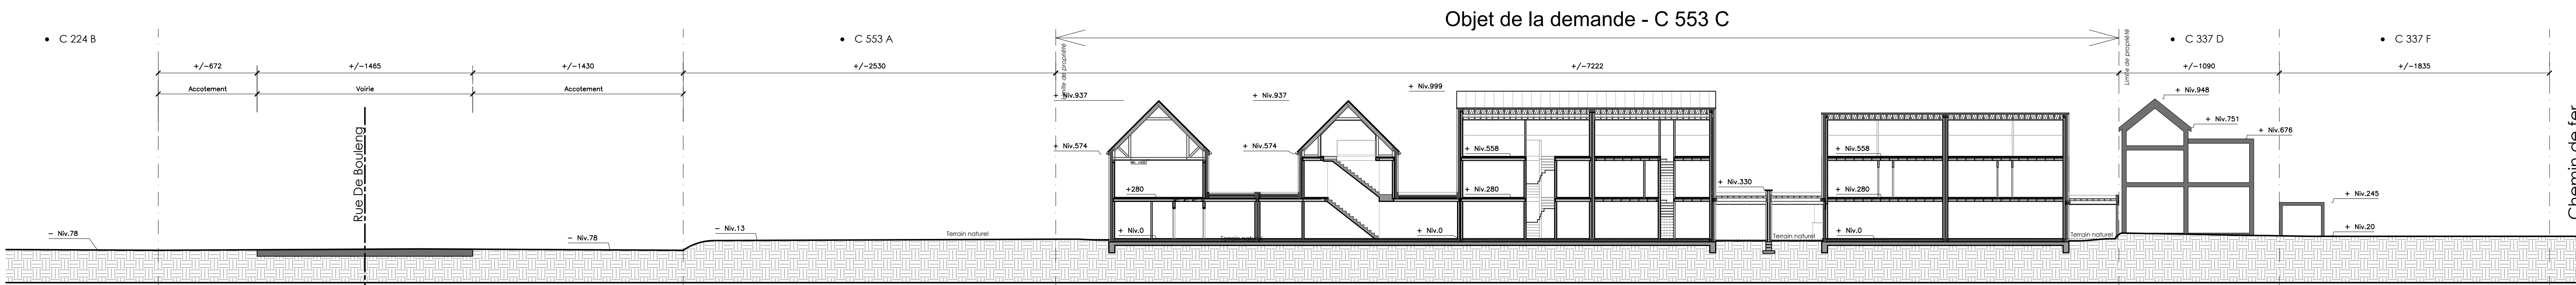 Objet de la demande - C 553 C
• C 224 B
• C 553 A
• C 337 D
• C 337 F
Limite de propriété
Limite de propriété
+/-672
+/-1465
+/-1430
+/-2530
+/-7222
+/-1090
+/-1835
Accotement
Voirie
Accotement
Rue De Bouleng
Chemin de fer
+ Niv.937
+ Niv.937
+ Niv.999
+ Niv.948
+ Niv.751
+ Niv.676
+ Niv.574
+ Niv.574
+ Niv.558
+ Niv.558
+280
+ Niv.280
+ Niv.330
+ Niv.280
+ Niv.245
- Niv.78
- Niv.78
- Niv.13
Terrain naturel
+ Niv.0
Terrain naturel
+ Niv.0
Terrain naturel
+ Niv.0
Terrain naturel
+ Niv.20